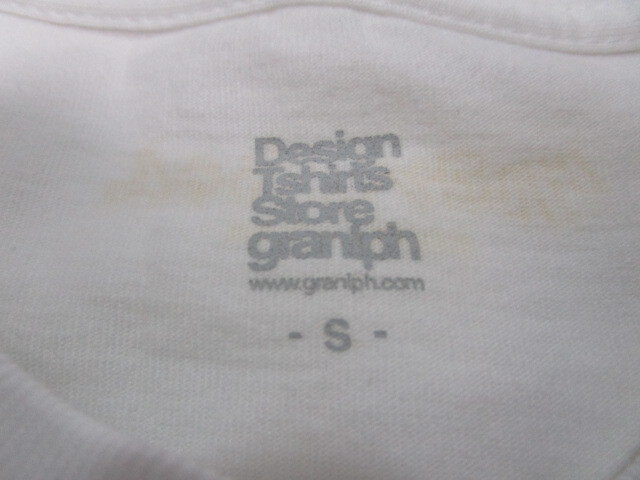 Design
Tshirts
Store
graniph
www.graniph.com
- S -